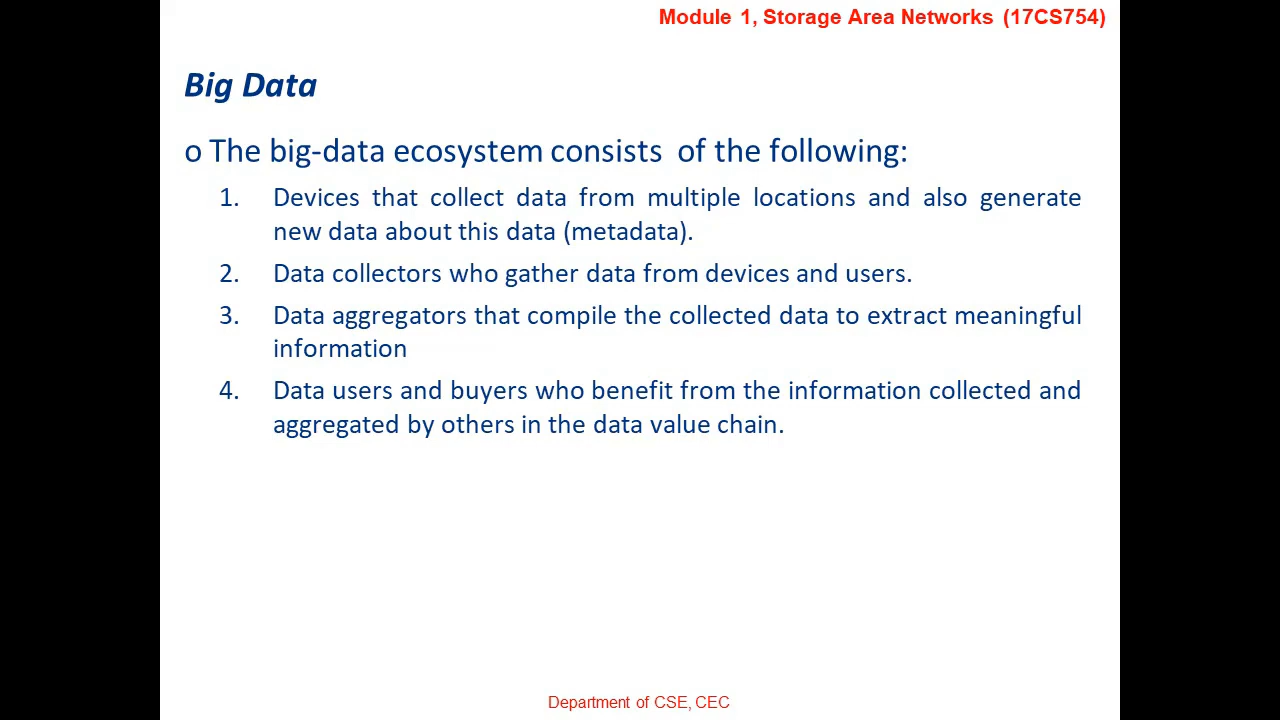 Module 1, Storage Area Networks (17CS754)
Big Data
o The big-data ecosystem consists of the following:
1. Devices that collect data from multiple locations and also generate
new data about this data (metadata).
2. Data collectors who gather data from devices and users.
3. Data aggregators that compile the collected data to extract meaningful
information
4. Data users and buyers who benefit from the information collected and
aggregated by others in the data value chain.
Department of CSE, CEC